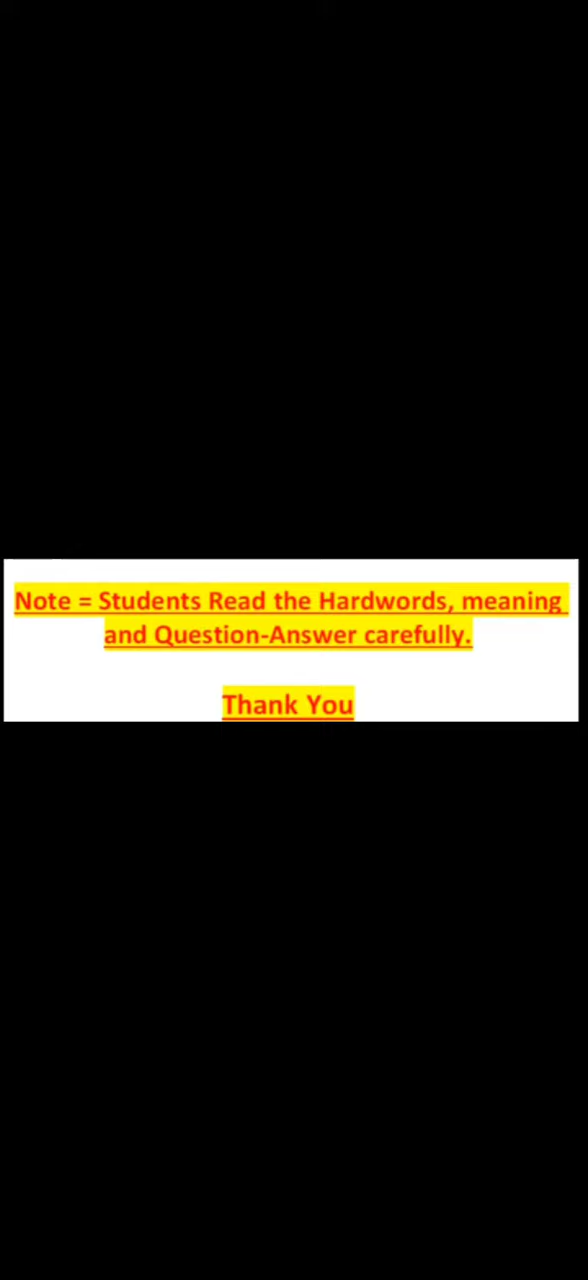 Note = Students Read the Hardwords, meaning
and Question-Answer carefully.
Thank You